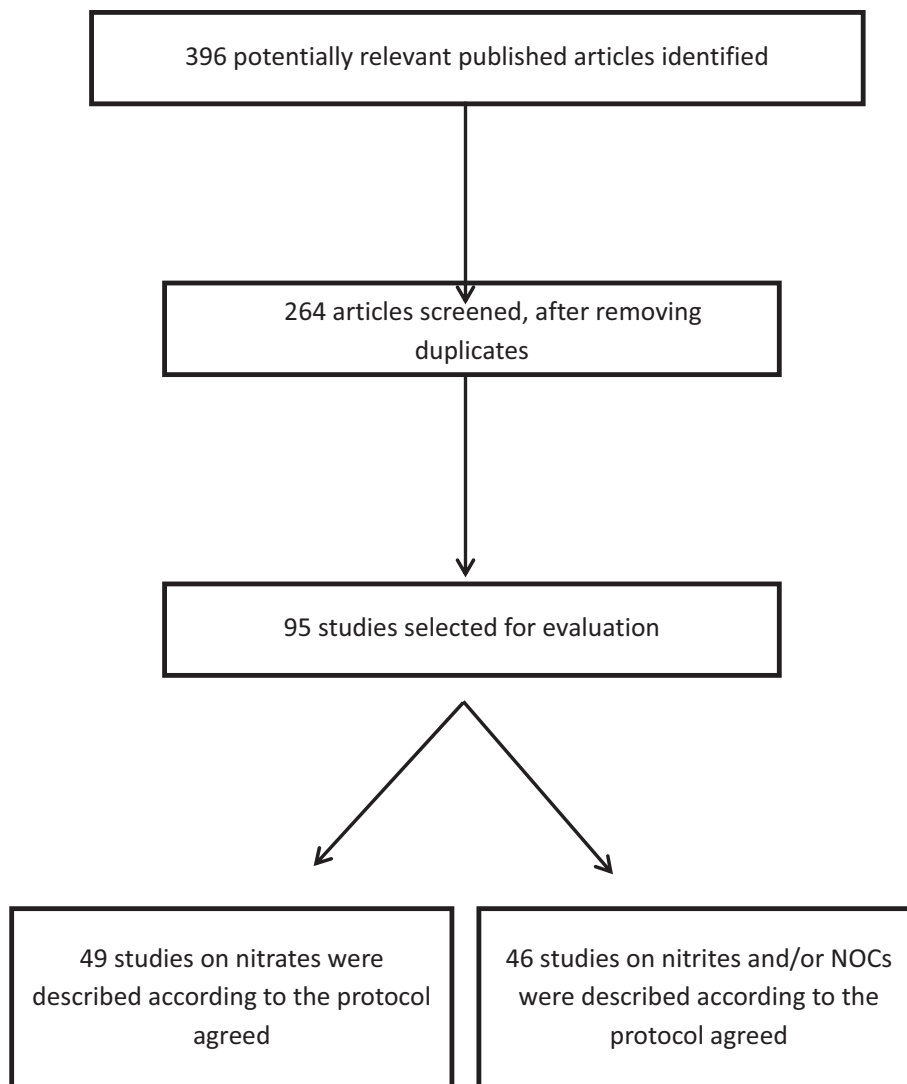 396 potentially relevant published articles identified
264 articles screened, after removing
duplicates
95 studies selected for evaluation
49 studies on nitrates were
described according to the protocol
agreed
46 studies on nitrites and/or NOCs
were described according to the
protocol agreed